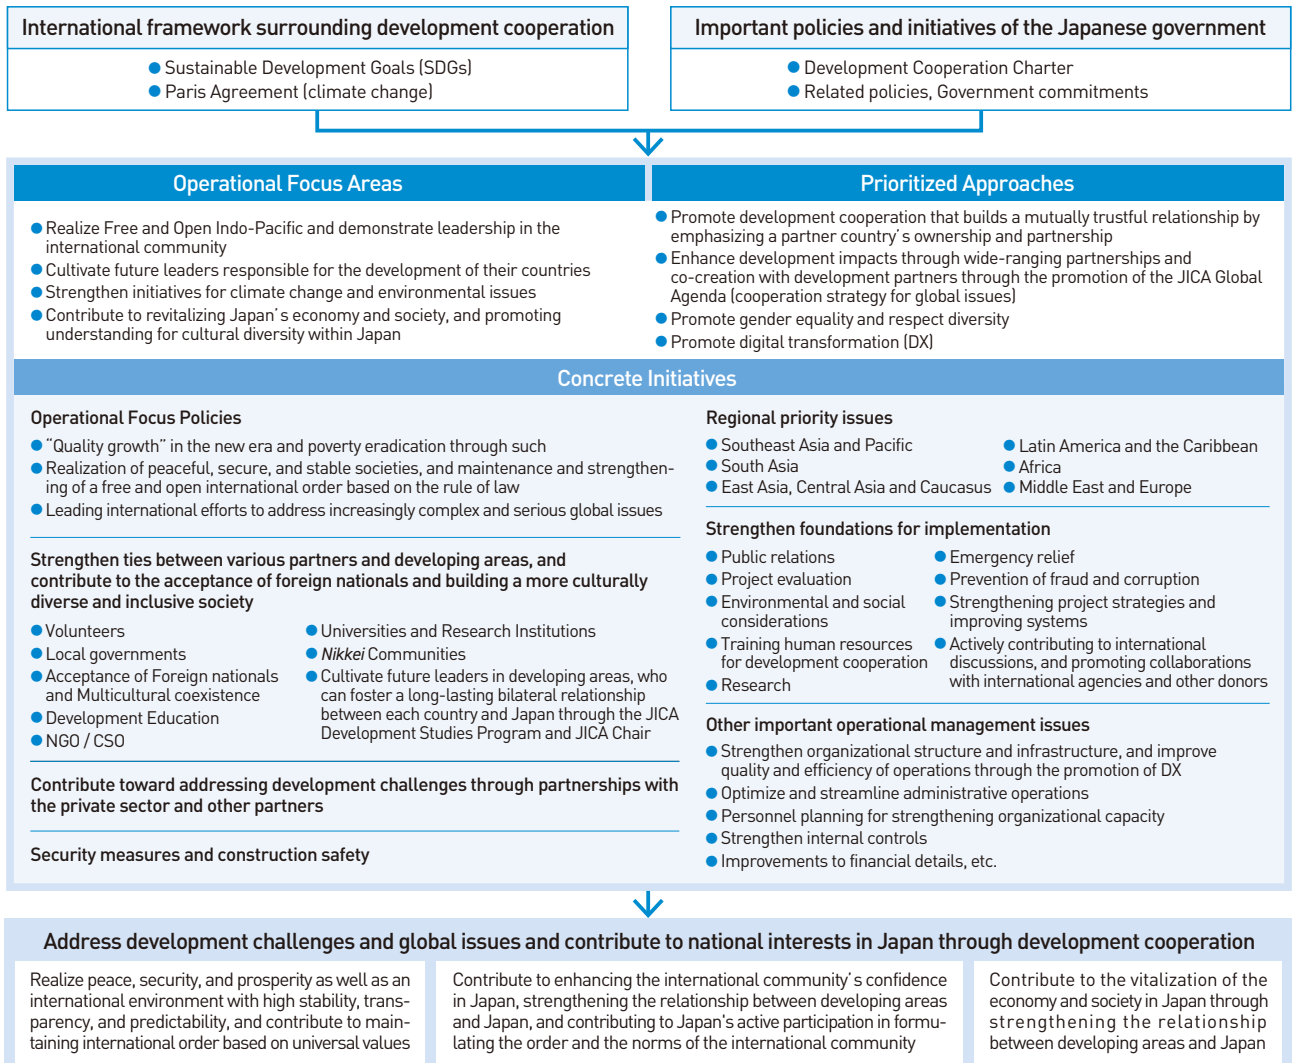 International framework surrounding development cooperation
● Sustainable Development Goals (SDGs)
● Paris Agreement (climate change)
Important policies and initiatives of the Japanese government
● Development Cooperation Charter
● Related policies, Government commitments
Operational Focus Areas
● Realize Free and Open Indo-Pacific and demonstrate leadership in the
international community
● Cultivate future leaders responsible for the development of their countries
● Strengthen initiatives for climate change and environmental issues
● Contribute to revitalizing Japan's economy and society, and promoting
understanding for cultural diversity within Japan
Prioritized Approaches
● Promote development cooperation that builds a mutually trustful relationship by
emphasizing a partner country's ownership and partnership
● Enhance development impacts through wide-ranging partnerships and
co-creation with development partners through the promotion of the JICA Global
Agenda (cooperation strategy for global issues)
● Promote gender equality and respect diversity
● Promote digital transformation (DX)
Concrete Initiatives
Operational Focus Policies
● "Quality growth" in the new era and poverty eradication through such
● Realization of peaceful, secure, and stable societies, and maintenance and strengthen-
ing of a free and open international order based on the rule of law
● Leading international efforts to address increasingly complex and serious global issues
Strengthen ties between various partners and developing areas, and
contribute to the acceptance of foreign nationals and building a more culturally
diverse and inclusive society
● Volunteers
● Local governments
● Acceptance of Foreign nationals
and Multicultural coexistence
● Development Education
● NGO / CSO
● Universities and Research Institutions
● Nikkei Communities
● Cultivate future leaders in developing areas, who
can foster a long-lasting bilateral relationship
between each country and Japan through the JICA
Development Studies Program and JICA Chair
Contribute toward addressing development challenges through partnerships with
the private sector and other partners
Security measures and construction safety
Regional priority issues
● Southeast Asia and Pacific
● South Asia
● East Asia, Central Asia and Caucasus
● Latin America and the Caribbean
● Africa
● Middle East and Europe
Strengthen foundations for implementation
● Public relations
● Project evaluation
● Environmental and social
considerations
● Training human resources
for development cooperation
● Research
● Emergency relief
● Prevention of fraud and corruption
● Strengthening project strategies and
improving systems
● Actively contributing to international
discussions, and promoting collaborations
with international agencies and other donors
Other important operational management issues
● Strengthen organizational structure and infrastructure, and improve
quality and efficiency of operations through the promotion of DX
● Optimize and streamline administrative operations
● Personnel planning for strengthening organizational capacity
● Strengthen internal controls
● Improvements to financial details, etc.
Address development challenges and global issues and contribute to national interests in Japan through development cooperation
Realize peace, security, and prosperity as well as an
international environment with high stability, trans-
parency, and predictability, and contribute to main-
taining international order based on universal values
Contribute to enhancing the international community's confidence
in Japan, strengthening the relationship between developing areas
and Japan, and contributing to Japan's active participation in formu-
lating the order and the norms of the international community
Contribute to the vitalization of the
economy and society in Japan through
strengthening the relationship
between developing areas and Japan